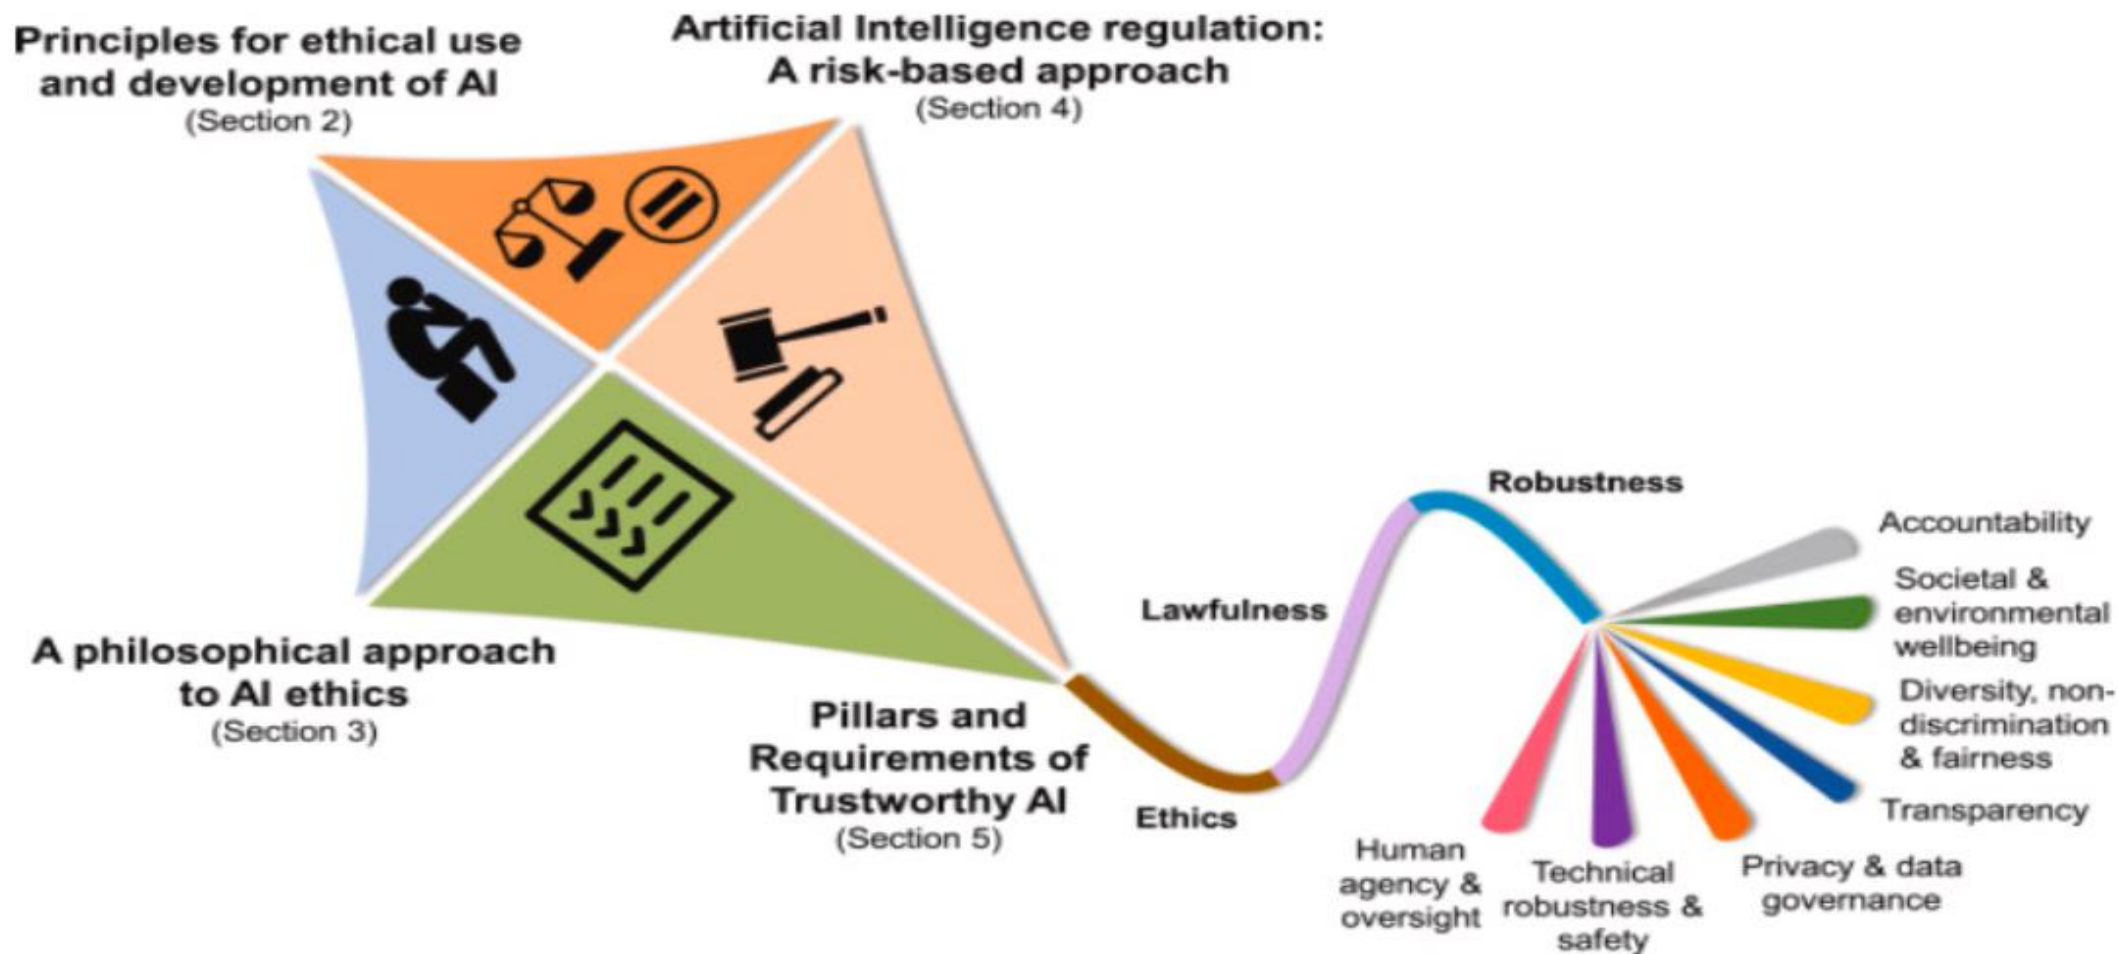 Principles for ethical use
and development of AI
(Section 2)
Artificial Intelligence regulation:
A risk-based approach
(Section 4)
A philosophical approach
to AI ethics
(Section 3)
Pillars and
Requirements of
Trustworthy AI
(Section 5)
Ethics
Lawfulness
Robustness
Accountability
Societal &
environmental
wellbeing
Diversity, non-
discrimination
& fairness
Transparency
Privacy & data
governance
Technical
robustness &
safety
Human
agency &
oversight